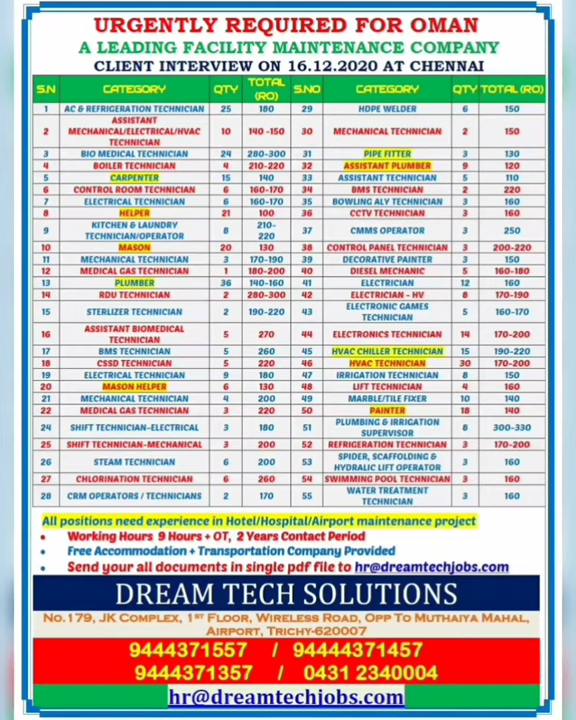 URGENTLY REQUIRED FOR OMAN
A LEADING FACILITY MAINTENANCE COMPANY
CLIENT INTERVIEW ON 16.12.2020 AT CHENNAI
S.N CATEGORY QTY TOTAL (RO) S.NO CATEGORY QTY TOTAL (RO)
1 AC & REFRIGERATION TECHNICIAN 25 180 29 HDPE WELDER 6 150
2 ASSISTANT MECHANICAL/ELECTRICAL/HVAC TECHNICIAN 10 140 -150 30 MECHANICAL TECHNICIAN 2 150
3 BIO MEDICAL TECHNICIAN 24 280-300 31 PIPE FITTER 3 130
4 BOILER TECHNICIAN 4 210-220 32 ASSISTANT PLUMBER 9 120
5 CARPENTER 15 140 33 ASSISTANT TECHNICIAN 5 110
6 CONTROL ROOM TECHNICIAN 6 160-170 34 BMS TECHNICIAN 2 220
7 ELECTRICAL TECHNICIAN 6 160-170 35 BOWLING ALY TECHNICIAN 3 160
8 HELPER 21 100 36 CCTV TECHNICIAN 3 160
9 KITCHEN & LAUNDRY TECHNICIAN/OPERATOR 8 210-220 37 CMMS OPERATOR 3 250
10 MASON 20 130 38 CONTROL PANEL TECHNICIAN 3 200-220
11 MECHANICAL TECHNICIAN 3 170-190 39 DECORATIVE PAINTER 3 150
12 MEDICAL GAS TECHNICIAN 1 180-200 40 DIESEL MECHANIC 5 160-180
13 PLUMBER 36 140-160 41 ELECTRICIAN 12 160
14 RDU TECHNICIAN 2 280-300 42 ELECTRICIAN - HV 8 170-190
15 STERLIZER TECHNICIAN 2 190-220 43 ELECTRONIC GAMES TECHNICIAN 5 160-170
16 ASSISTANT BIOMEDICAL TECHNICIAN 5 270 44 ELECTRONICS TECHNICIAN 14 170-200
17 BMS TECHNICIAN 5 260 45 HVAC CHILLER TECHNICIAN 15 190-220
18 CSSD TECHNICIAN 5 220 46 HVAC TECHNICIAN 30 170-200
19 ELECTRICAL TECHNICIAN 9 180 47 IRRIGATION TECHNICIAN 8 150
20 MASON HELPER 6 130 48 LIFT TECHNICIAN 4 160
21 MECHANICAL TECHNICIAN 4 200 49 MARBLE/TILE FIXER 10 140
22 MEDICAL GAS TECHNICIAN 3 220 50 PAINTER 18 140
24 SHIFT TECHNICIAN-ELECTRICAL 3 180 51 PLUMBING & IRRIGATION SUPERVISOR 8 300-330
25 SHIFT TECHNICIAN-MECHANICAL 3 200 52 REFRIGERATION TECHNICIAN 3 170-200
26 STEAM TECHNICIAN 6 200 53 SPIDER, SCAFFOLDING & HYDRALIC LIFT OPERATOR 3 160
27 CHLORINATION TECHNICIAN 6 260 54 SWIMMING POOL TECHNICIAN 3 160
28 CRM OPERATORS / TECHNICIANS 2 170 55 WATER TREATMENT TECHNICIAN 3 160
All positions need experience in Hotel/Hospital/Airport maintenance project
• Working Hours 9 Hours + OT, 2 Years Contact Period
• Free Accommodation + Transportation Company Provided
• Send your all documents in single pdf file to hr@dreamtechjobs.com
DREAM TECH SOLUTIONS
No.179, JK Complex, 1st Floor, Wireless Road, Opp To Muthaiya Mahal,
Airport, Trichy-620007
9444371557 / 94444371457
9444371357 / 0431 2340004
hr@dreamtechjobs.com